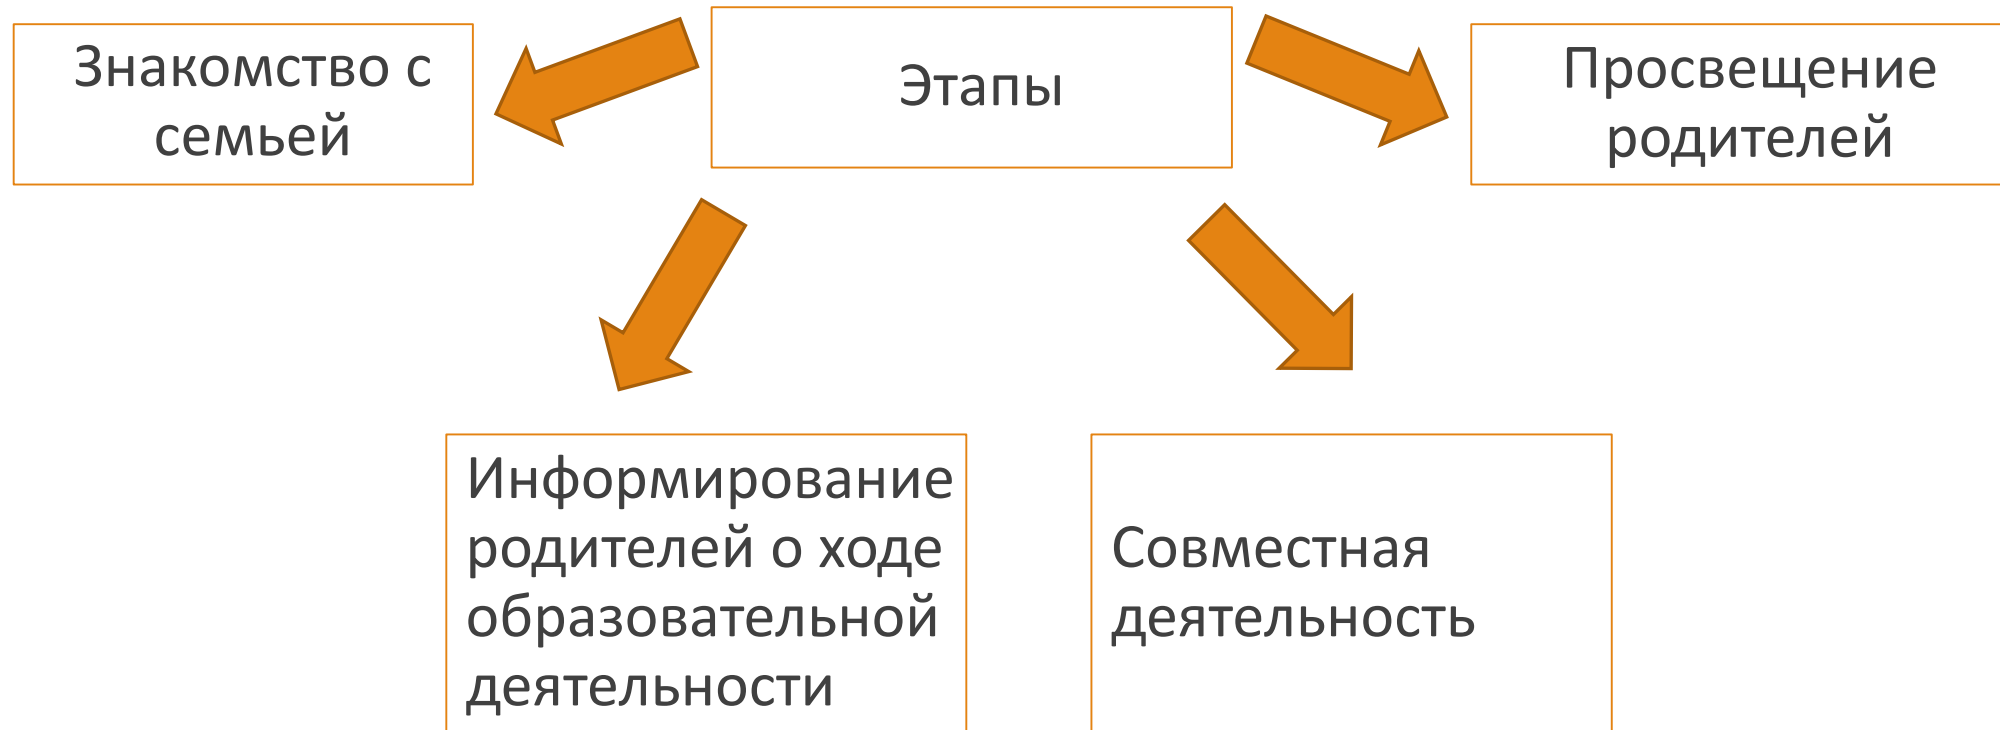 Знакомство с
семьей
Этапы
Просвещение
родителей
Информирование
родителей о ходе
образовательной
деятельности
Совместная
деятельность